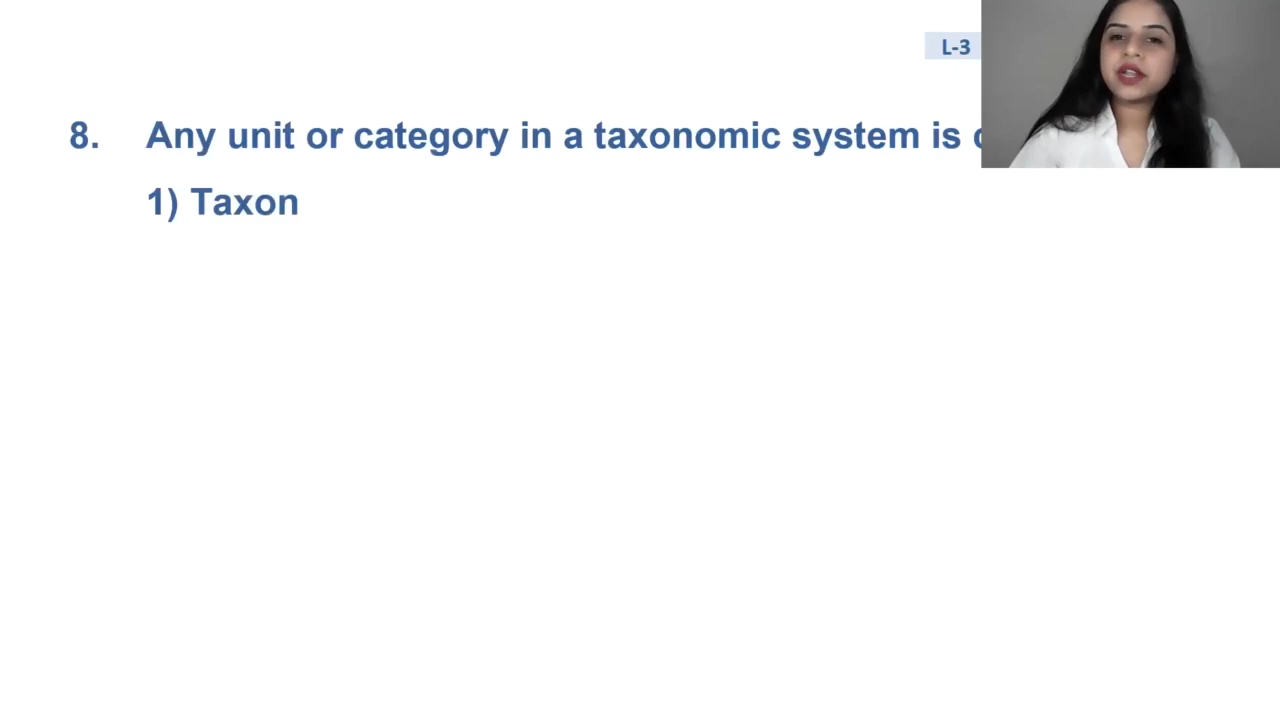 L-3
8. Any unit or category in a taxonomic system is
1) Taxon